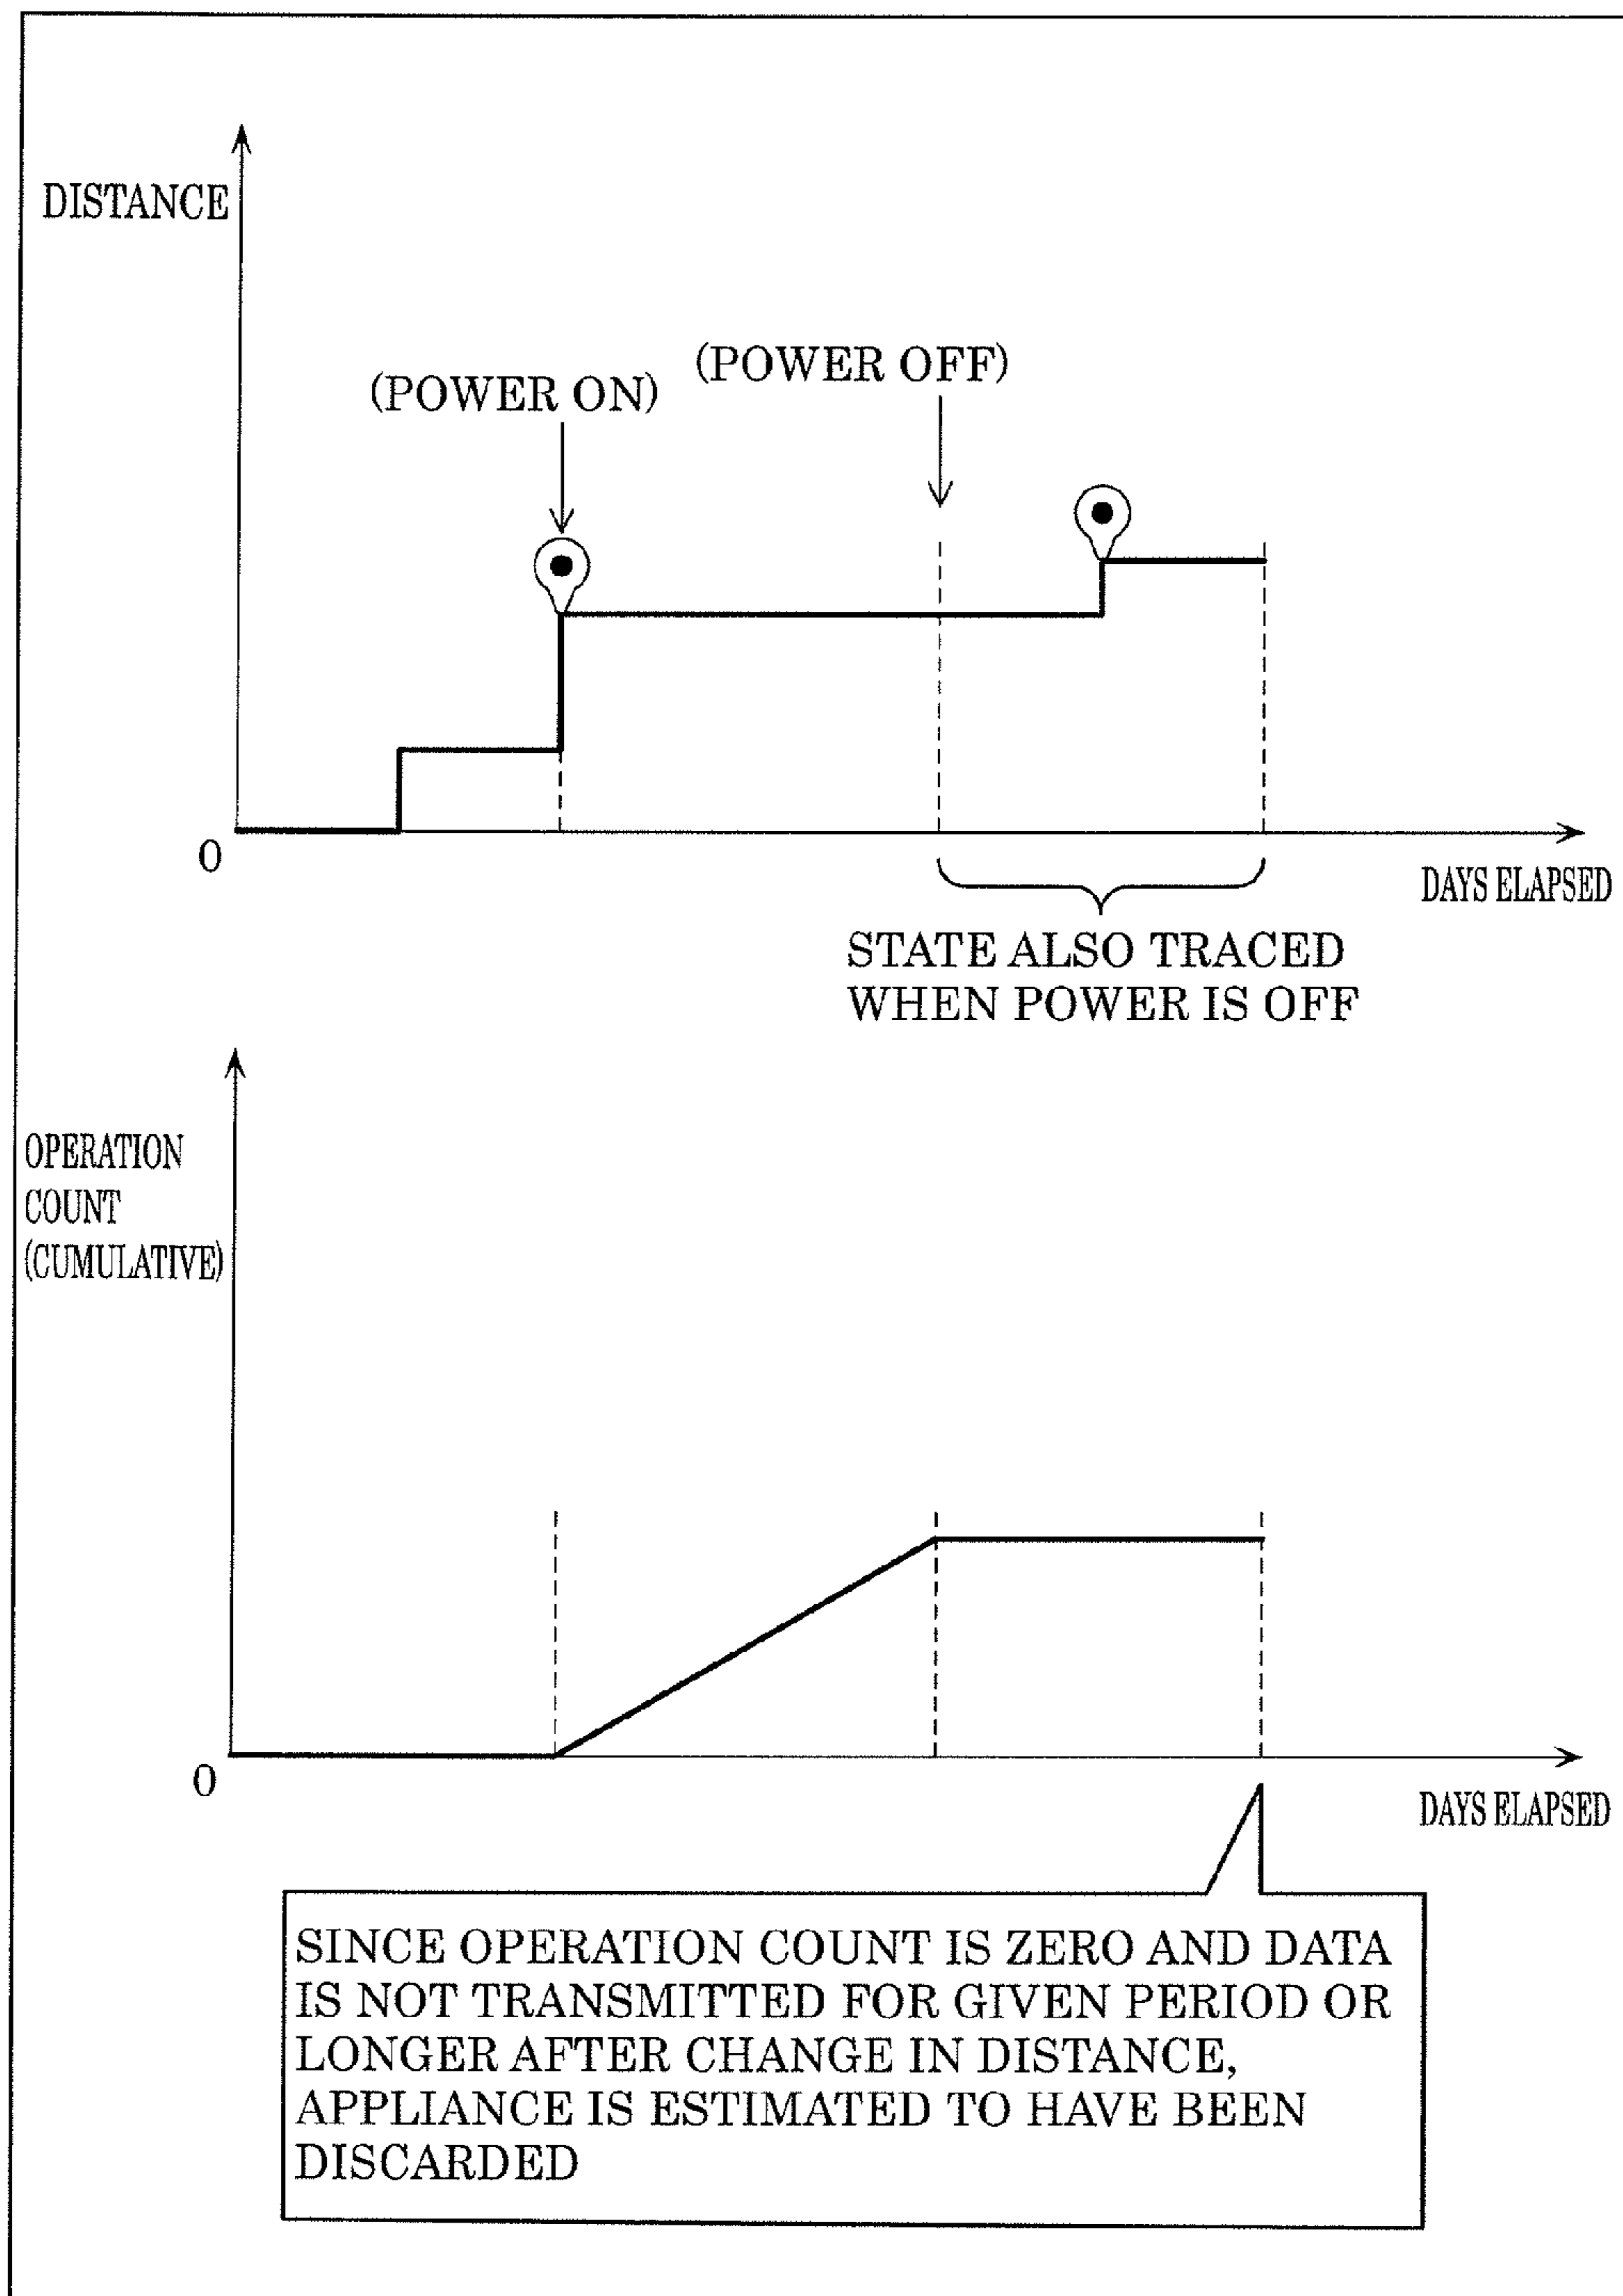 DISTANCE
(POWER ON)
(POWER OFF)
0
DAYS ELAPSED
STATE ALSO TRACED
WHEN POWER IS OFF
OPERATION
COUNT
(CUMULATIVE)
0
DAYS ELAPSED
SINCE OPERATION COUNT IS ZERO AND DATA
IS NOT TRANSMITTED FOR GIVEN PERIOD OR
LONGER AFTER CHANGE IN DISTANCE,
APPLIANCE IS ESTIMATED TO HAVE BEEN
DISCARDED